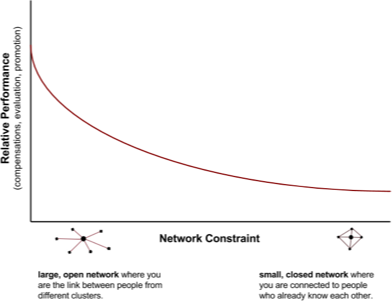 Relative Performance
(compensations, evaluation, promotion)
Network Constraint
large, open network where you
are the link between people from
different clusters.
small, closed network where
you are connected to people
who already know each other.